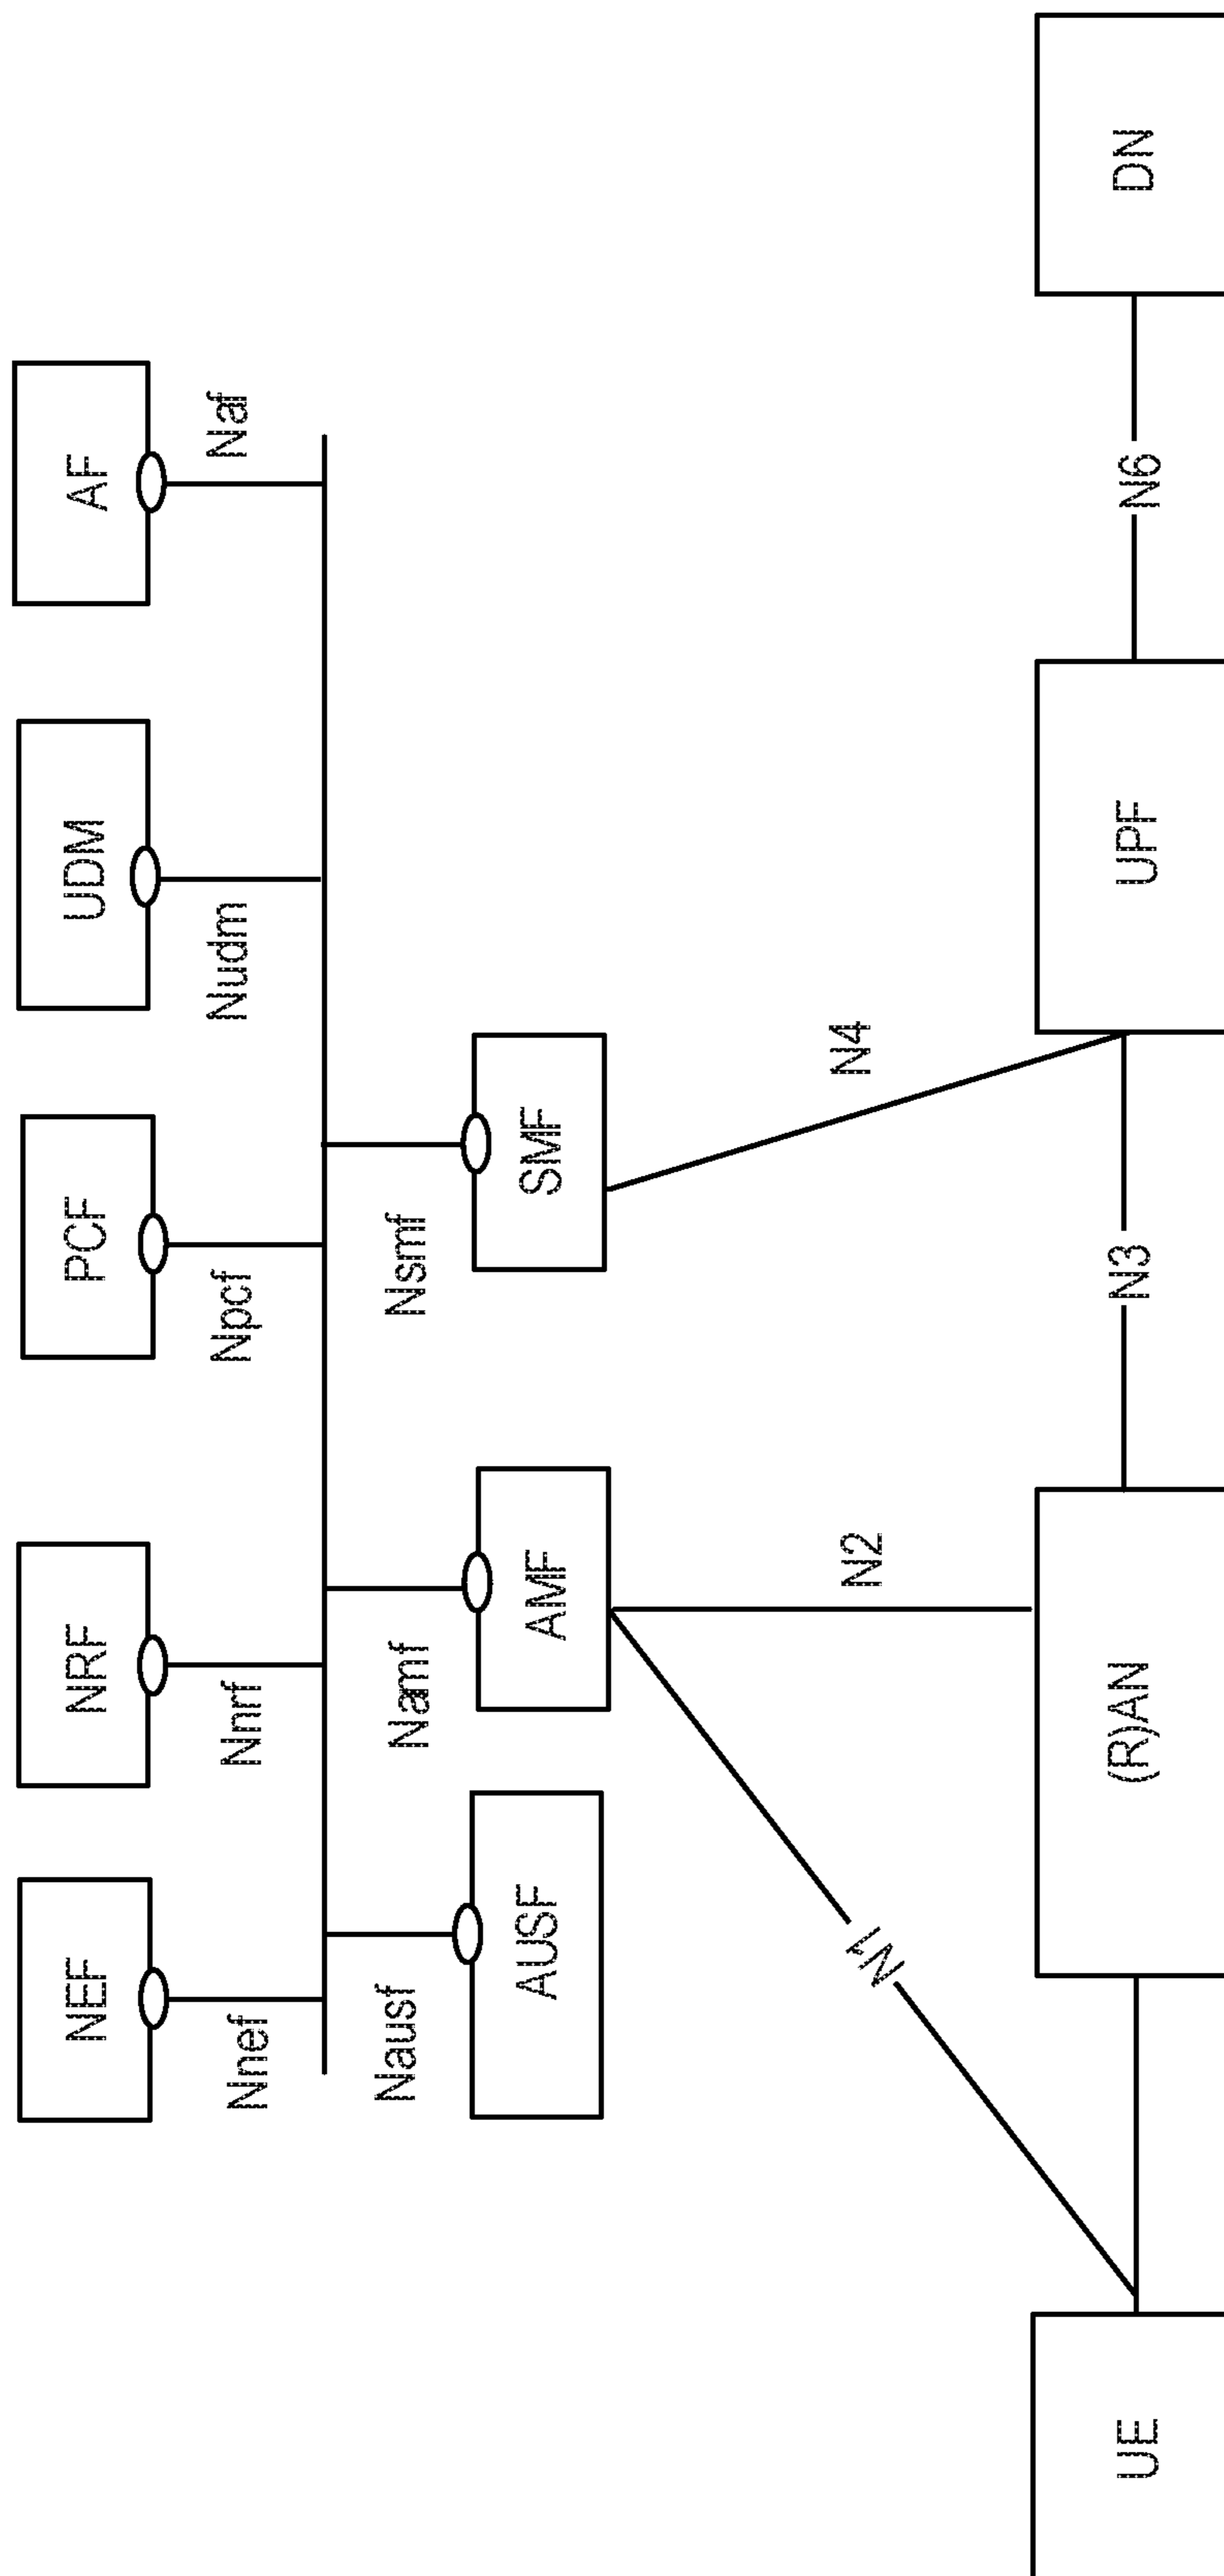 NEF
NRF
PCF
UDM
AF
Nnef
Nnrf
Npcf
Nudm
Naf
Nausf
Namf
Nsmf
AUSF
AMF
SMF
N1
N2
N4
UE
(R)AN
N3
UPF
N6
DN